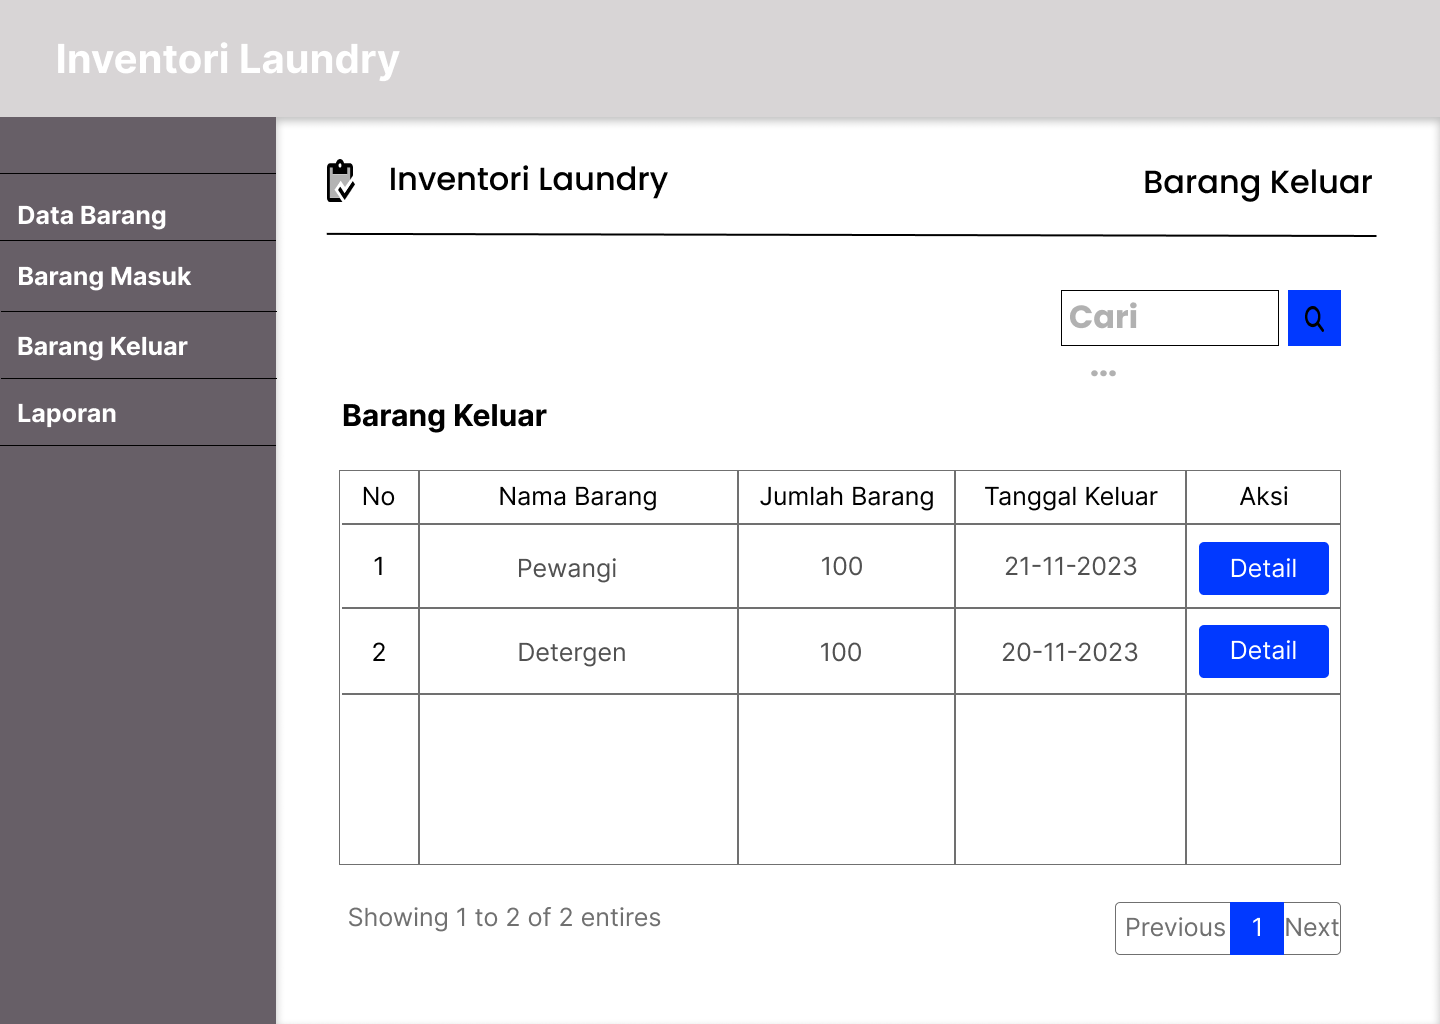 Inventori Laundry
Data Barang
Barang Masuk
Barang Keluar
Laporan
Inventori Laundry
Barang Keluar
Cari
...
Barang Keluar
No Nama Barang Jumlah Barang Tanggal Keluar Aksi
1 Pewangi 100 21-11-2023 Detail
2 Detergen 100 20-11-2023 Detail
Showing 1 to 2 of 2 entires
Previous 1 Next